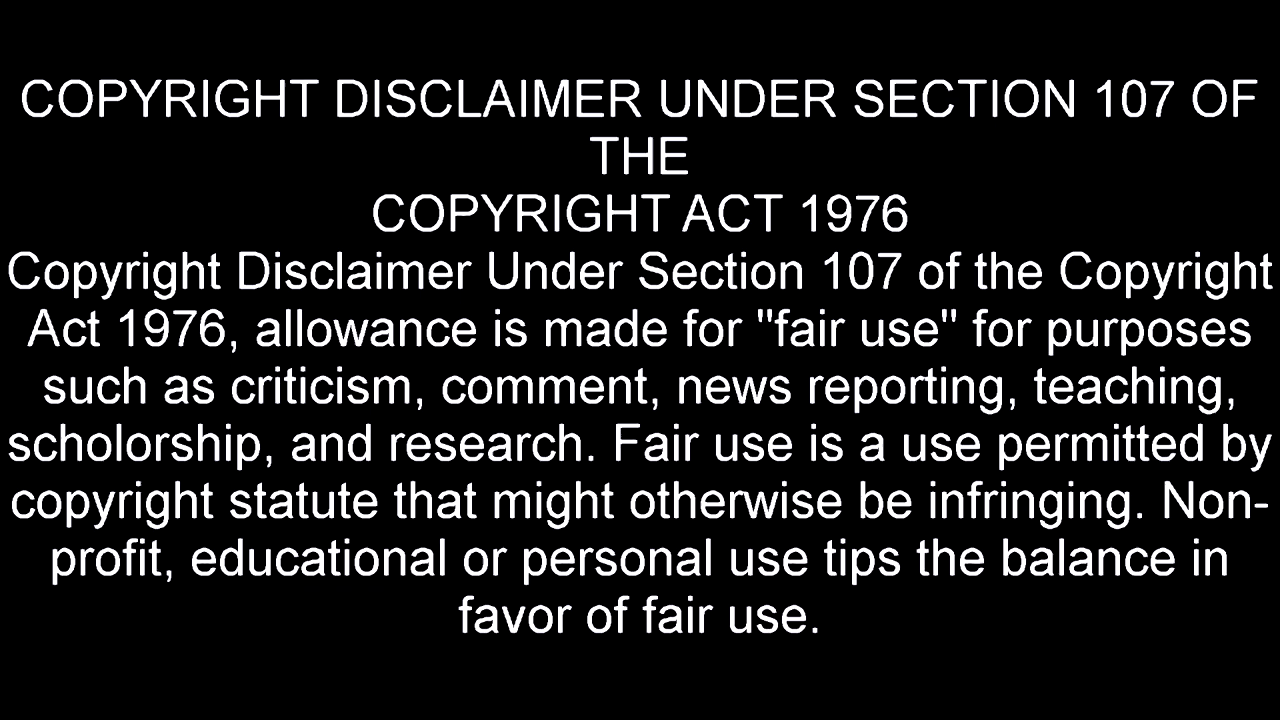 COPYRIGHT DISCLAIMER UNDER SECTION 107 OF
THE
COPYRIGHT ACT 1976
Copyright Disclaimer Under Section 107 of the Copyright
Act 1976, allowance is made for "fair use" for purposes
such as criticism, comment, news reporting, teaching,
scholorship, and research. Fair use is a use permitted by
copyright statute that might otherwise be infringing. Non-
profit, educational or personal use tips the balance in
favor of fair use.